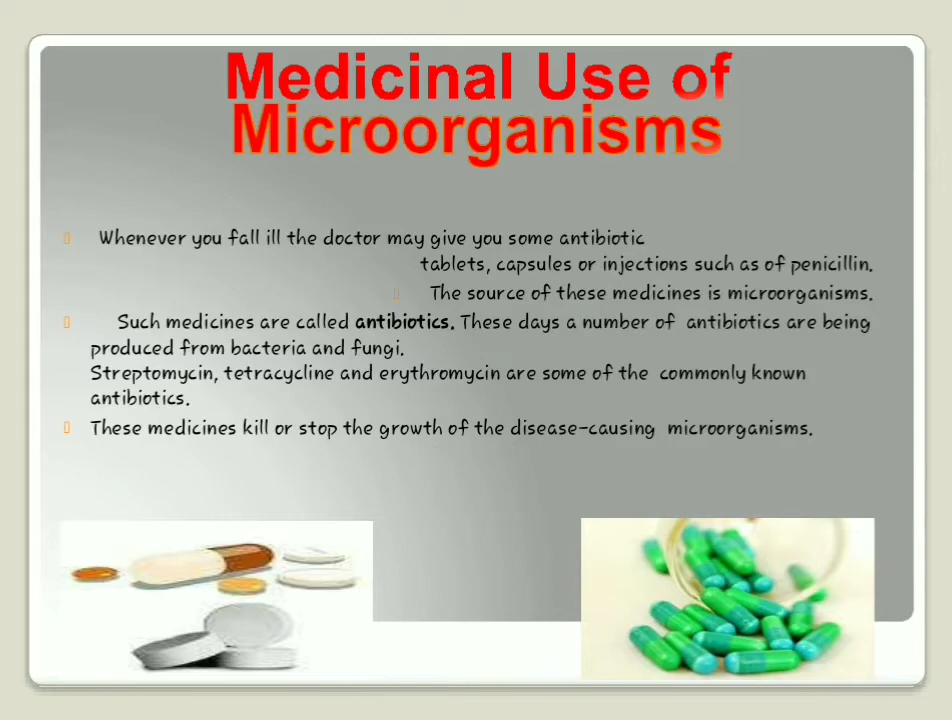 Medicinal Use of
Microorganisms
Whenever you fall ill the doctor may give you some antibiotic
tablets, capsules or injections such as of penicillin.
The source of these medicines is microorganisms.
Such medicines are called antibiotics. These days a number of antibiotics are being
produced from bacteria and fungi.
Streptomycin, tetracycline and erythromycin are some of the commonly known
antibiotics.
These medicines kill or stop the growth of the disease-causing microorganisms.